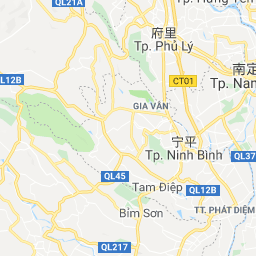 QL21A
Tp. Hưng Yên
府里
Tp. Phủ Lý
QL12B
CT01
南定
Tp. Nam
GIA VÂN
宁平
Tp. Ninh Bình
QL37
QL45
Tam Điệp
QL12B
Bỉm Sơn
TT. PHÁT DIỆM
QL217